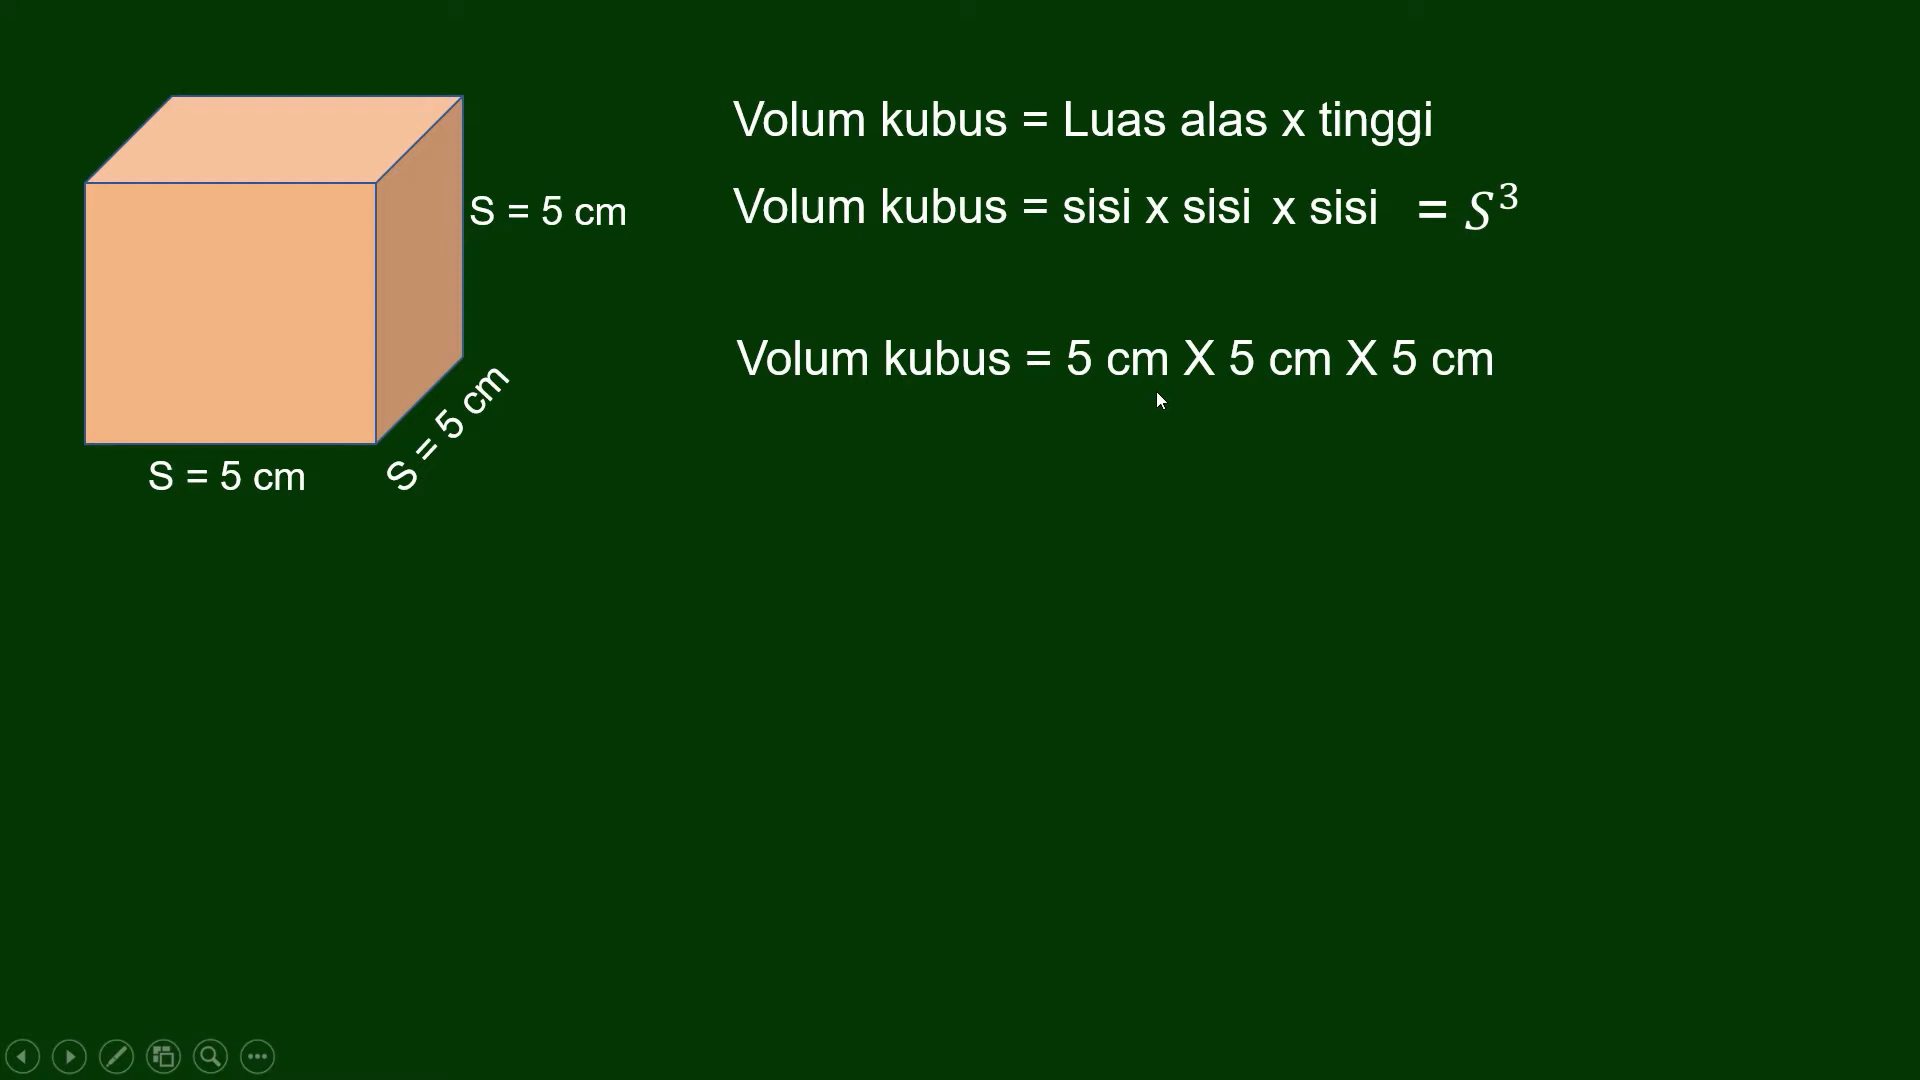 Volum kubus = Luas alas x tinggi
Volum kubus = sisi x sisi x sisi = S³
S = 5 cm
Volum kubus = 5 cm X 5 cm X 5 cm
S = 5 cm
S = 5 cm